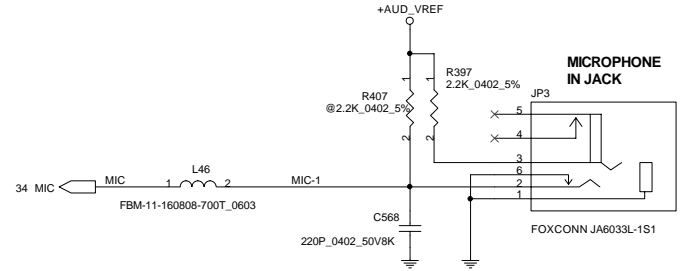 +AUD_VREF
MICROPHONE
IN JACK
R397
2.2K_0402_5%
R407
@2.2K_0402_5%
1
1
2
2
JP3
5
4
3
6
2
1
34 MIC
MIC
1
L46
2
MIC-1
FBM-11-160808-700T_0603
C568
220P_0402_50V8K
FOXCONN JA6033L-1S1